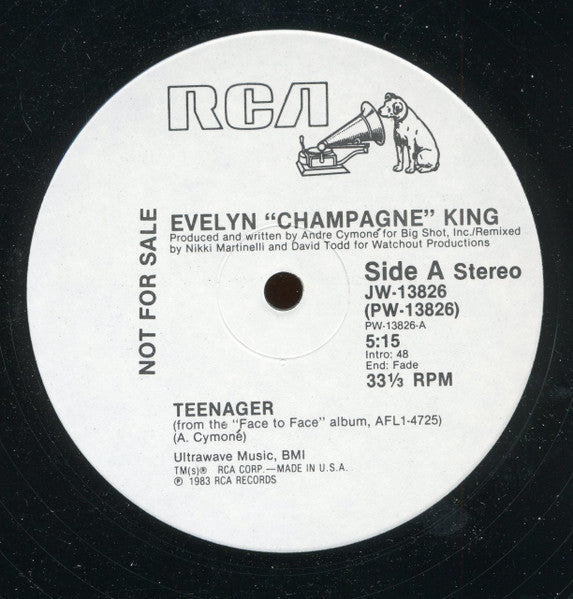 RCA
NOT FOR SALE
EVELYN "CHAMPAGNE" KING
Produced and written by Andre Cymoné for Big Shot, Inc./Remixed
by Nikki Martinelli and David Todd for Watchout Productions
Side A Stereo
JW-13826
(PW-13826)
PW-13826-A
5:15
Intro: 48
End: Fade
33⅓ RPM
TEENAGER
(from the "Face to Face" album, AFL1-4725)
(A. Cymoné)
Ultrawave Music, BMI
TM(s)® RCA CORP.—MADE IN U.S.A.
℗ 1983 RCA RECORDS